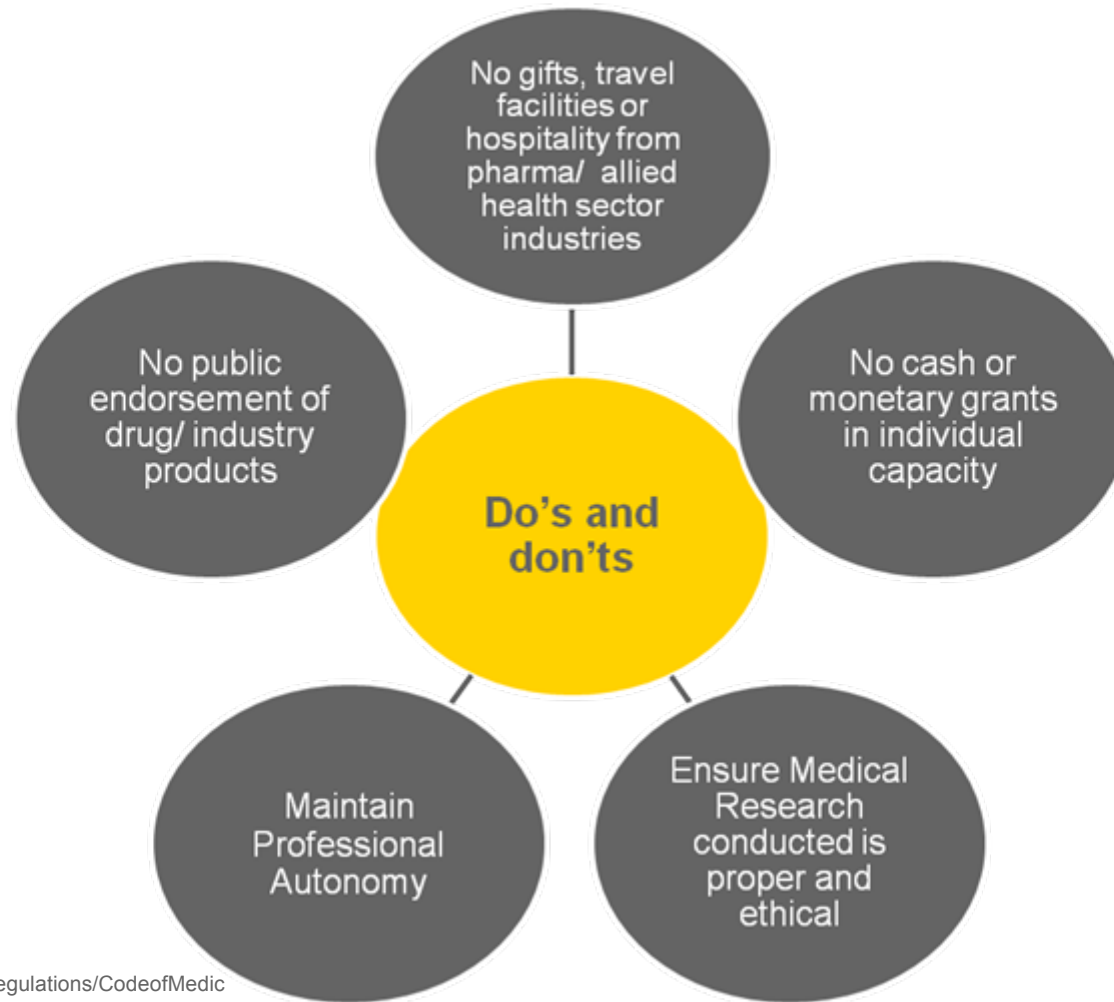 No gifts, travel
facilities or
hospitality from
pharma/ allied
health sector
industries
No public
endorsement of
drug/ industry
products
No cash or
monetary grants
in individual
capacity
Do’s and
don’ts
Maintain
Professional
Autonomy
Ensure Medical
Research
conducted is
proper and
ethical
egulations/CodeofMedic